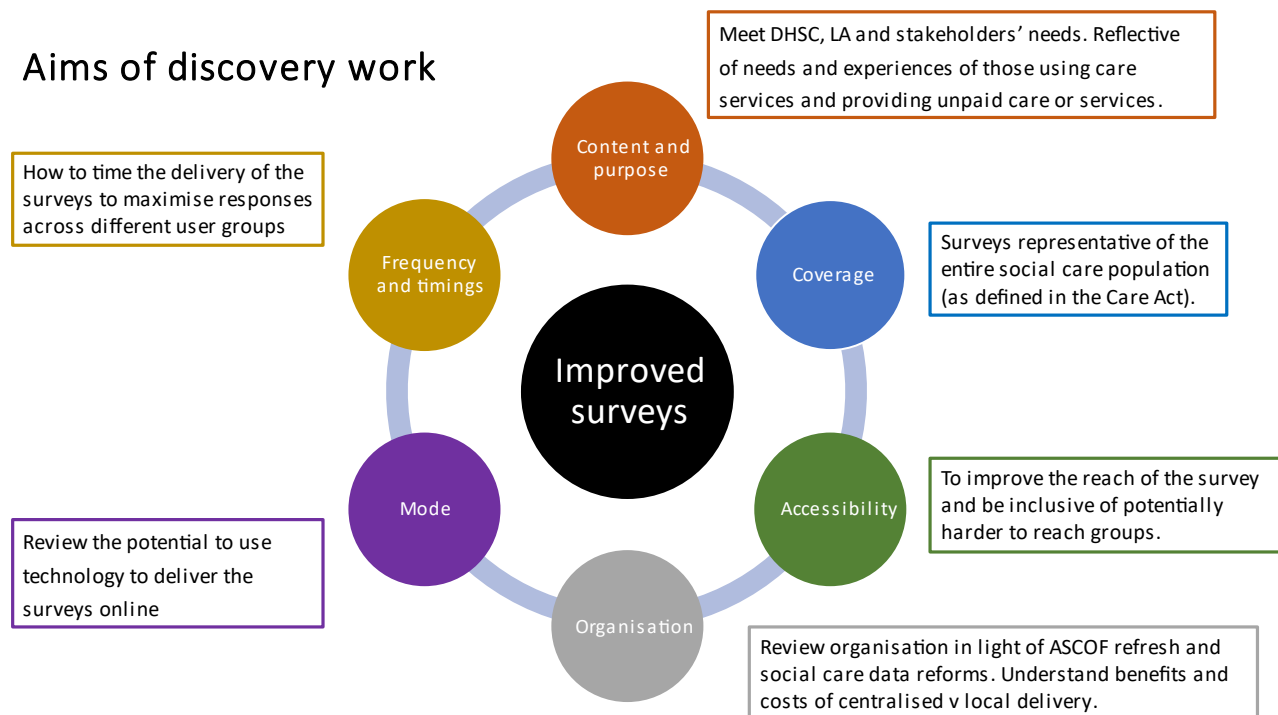 Aims of discovery work
Meet DHSC, LA and stakeholders' needs. Reflective
of needs and experiences of those using care
services and providing unpaid care or services.
Content and
purpose
How to time the delivery of the
surveys to maximise responses
across different user groups
Frequency
and timings
Coverage
Surveys representative of the
entire social care population
(as defined in the Care Act).
Improved
surveys
Mode
Review the potential to use
technology to deliver the
surveys online
Accessibility
To improve the reach of the survey
and be inclusive of potentially
harder to reach groups.
Organisation
Review organisation in light of ASCOF refresh and
social care data reforms. Understand benefits and
costs of centralised v local delivery.